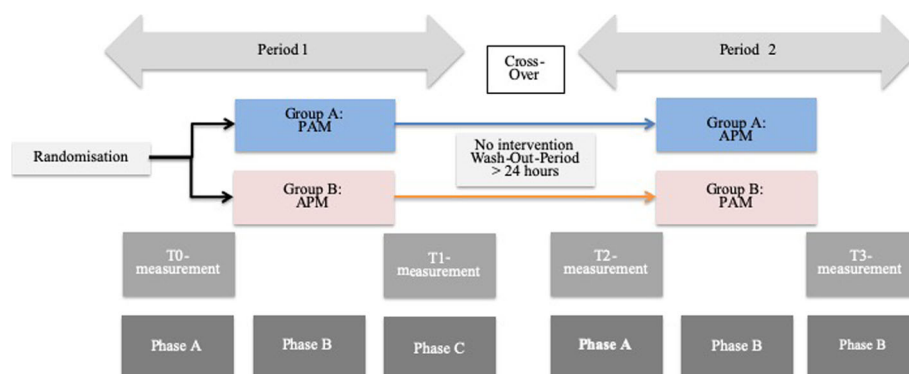 Period 1
Cross-
Over
Period 2
Group A:
PAM
Group A:
APM
Randomisation
No intervention
Wash-Out-Period
> 24 hours
Group B:
APM
Group B:
PAM
T0-
measurement
T1-
measurement
T2-
measurement
T3-
measurement
Phase A
Phase B
Phase C
Phase A
Phase B
Phase B